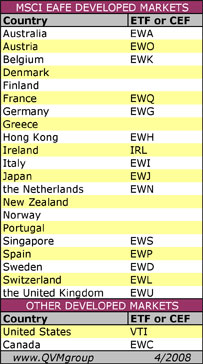 MSCI EAFE DEVELOPED MARKETS
Country ETF or CEF
Australia EWA
Austria EWO
Belgium EWK
Denmark
Finland
France EWQ
Germany EWG
Greece
Hong Kong EWH
Ireland IRL
Italy EWI
Japan EWJ
the Netherlands EWN
New Zealand
Norway
Portugal
Singapore EWS
Spain EWP
Sweden EWD
Switzerland EWL
the United Kingdom EWU
OTHER DEVELOPED MARKETS
Country ETF or CEF
United States VTI
Canada EWC
www.QVMgroup 4/2008